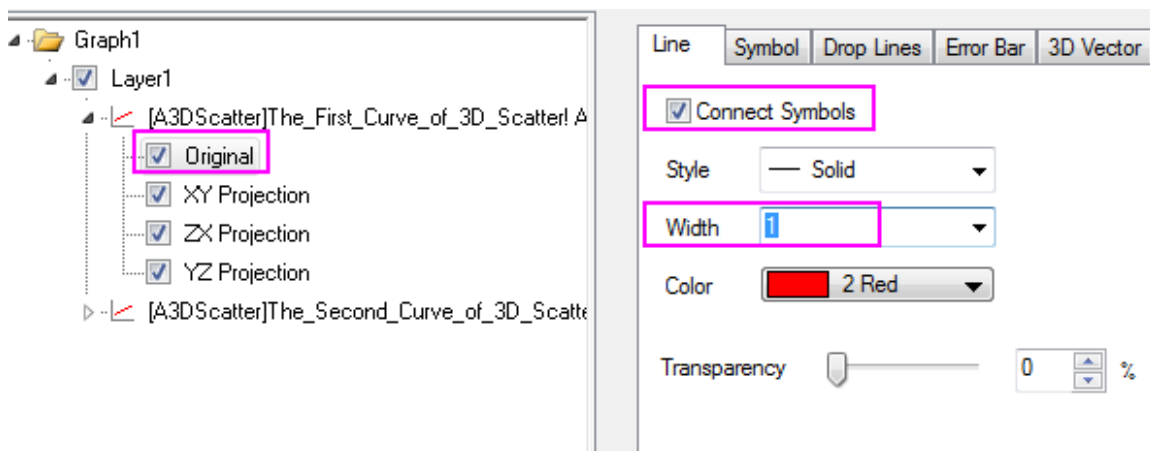 Graph1
Layer1
[A3DScatter]The_First_Curve_of_3D_Scatter! A
Original
XY Projection
ZX Projection
YZ Projection
[A3DScatter]The_Second_Curve_of_3D_Scatte
Line Symbol Drop Lines Error Bar 3D Vector
Connect Symbols
Style Solid
Width 1
Color 2 Red
Transparency 0 %